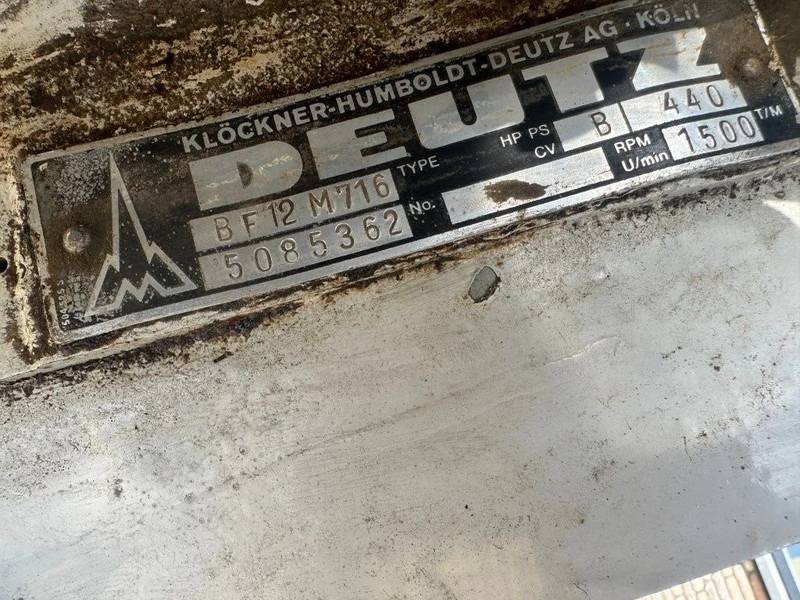 KLÖCKNER-HUMBOLDT-DEUTZ AG · KÖLN
DEUTZ
BF12 M716 TYPE
5085362 No.
HP PS CV B 440
RPM U/min 1500 T/M